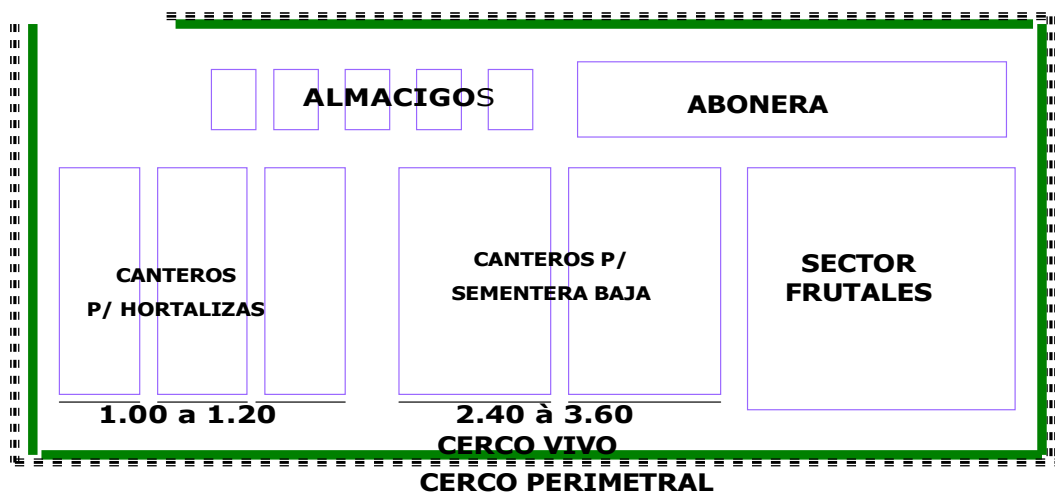 ALMACIGOS
ABONERA
CANTEROS
P/ HORTALIZAS
CANTEROS P/
SEMENTERA BAJA
SECTOR
FRUTALES
1.00 a 1.20
2.40 à 3.60
CERCO VIVO
CERCO PERIMETRAL